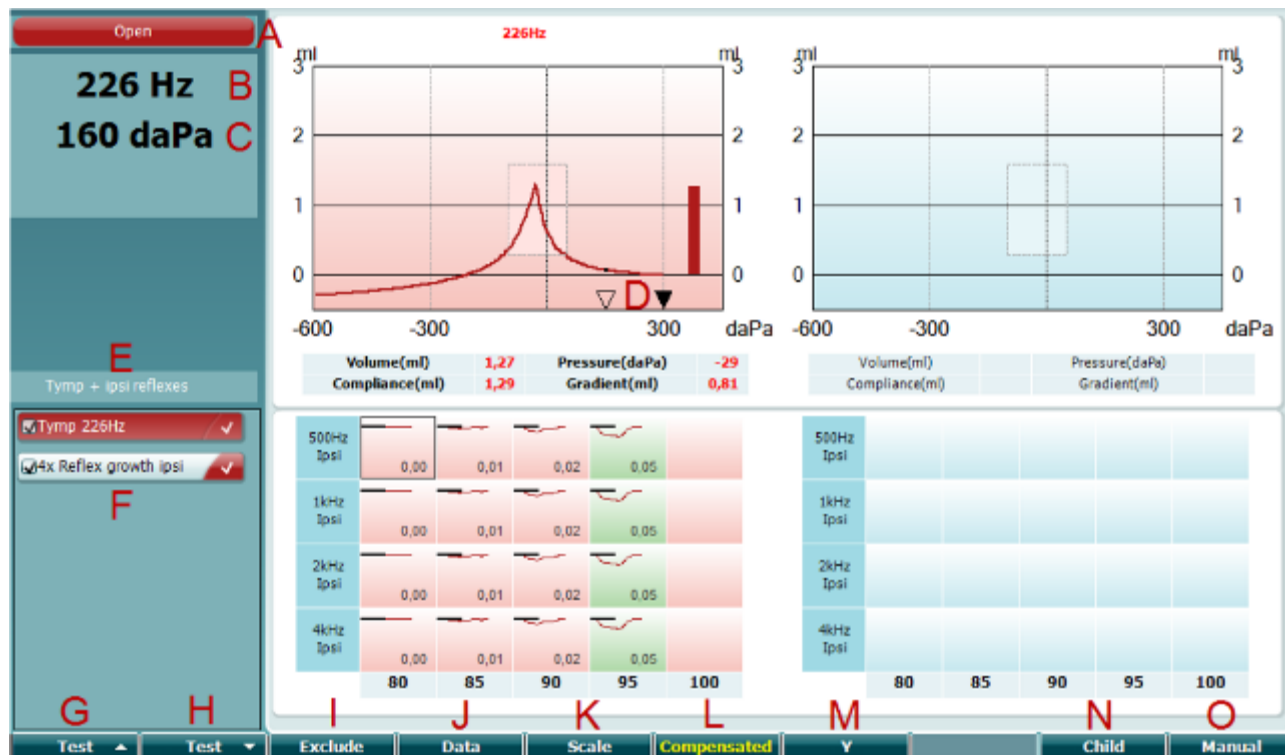 Open
A
226 Hz B
160 daPa C
E
Tymp + ipsi reflexes
Tymp 226Hz
4x Reflex growth ipsi
F
226Hz
ml ml
3 3
2 2
1 1
0 0
D
-600 -300 300 daPa
Volume(ml) 1,27 Pressure(daPa) -29
Compliance(ml) 1,29 Gradient(ml) 0,81
ml ml
3 3
2 2
1 1
0 0
-600 -300 300 daPa
Volume(ml) Pressure(daPa)
Compliance(ml) Gradient(ml)
500Hz
Ipsi
0,00 0,01 0,02 0,05
1kHz
Ipsi
0,00 0,01 0,02 0,05
2kHz
Ipsi
0,00 0,01 0,02 0,05
4kHz
Ipsi
0,00 0,01 0,02 0,05
80 85 90 95 100
500Hz
Ipsi
1kHz
Ipsi
2kHz
Ipsi
4kHz
Ipsi
80 85 90 95 100
G H I J K L M N O
Test Test Exclude Data Scale Compensated Y Child Manual